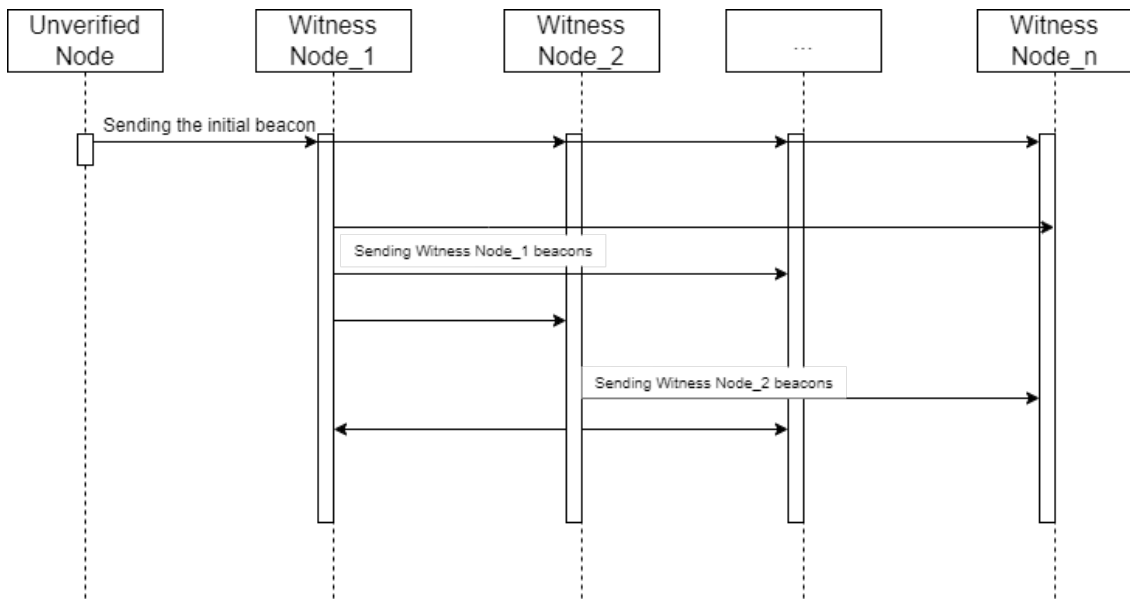 Unverified
Node
Witness
Node_1
Witness
Node_2
...
Witness
Node_n
Sending the initial beacon
Sending Witness Node_1 beacons
Sending Witness Node_2 beacons